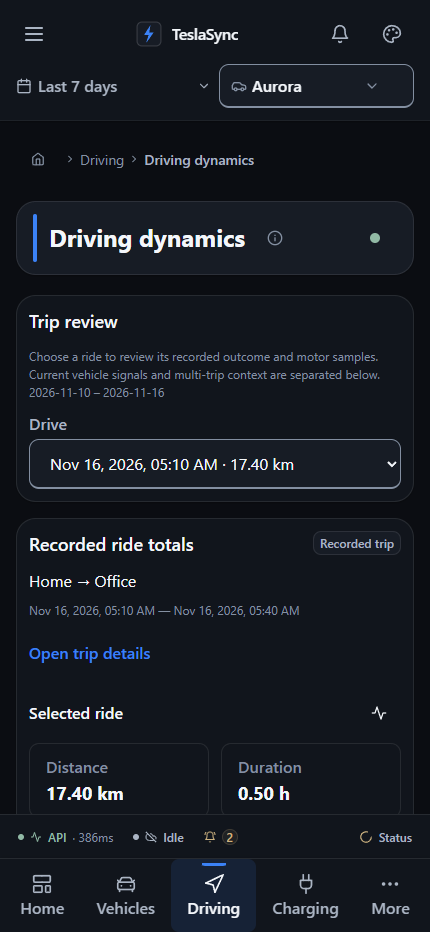 TeslaSync
Last 7 days
Aurora
Driving
Driving dynamics
Driving dynamics
Trip review
Choose a ride to review its recorded outcome and motor samples.
Current vehicle signals and multi-trip context are separated below.
2026-11-10 – 2026-11-16
Drive
Nov 16, 2026, 05:10 AM · 17.40 km
Recorded ride totals
Recorded trip
Home → Office
Nov 16, 2026, 05:10 AM — Nov 16, 2026, 05:40 AM
Open trip details
Selected ride
Distance
Duration
17.40 km
0.50 h
API · 386ms
Idle
2
Status
Home
Vehicles
Driving
Charging
More